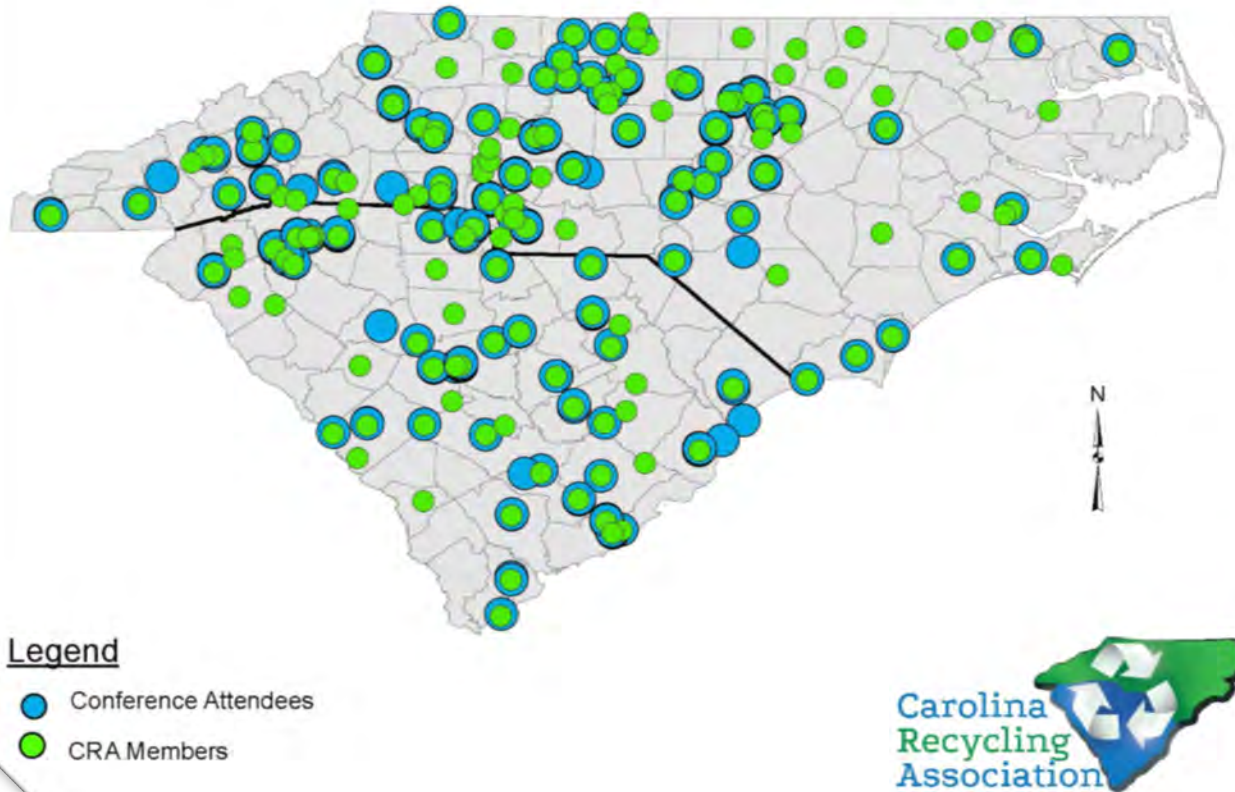 N
Legend
Conference Attendees
CRA Members
Carolina
Recycling
Association